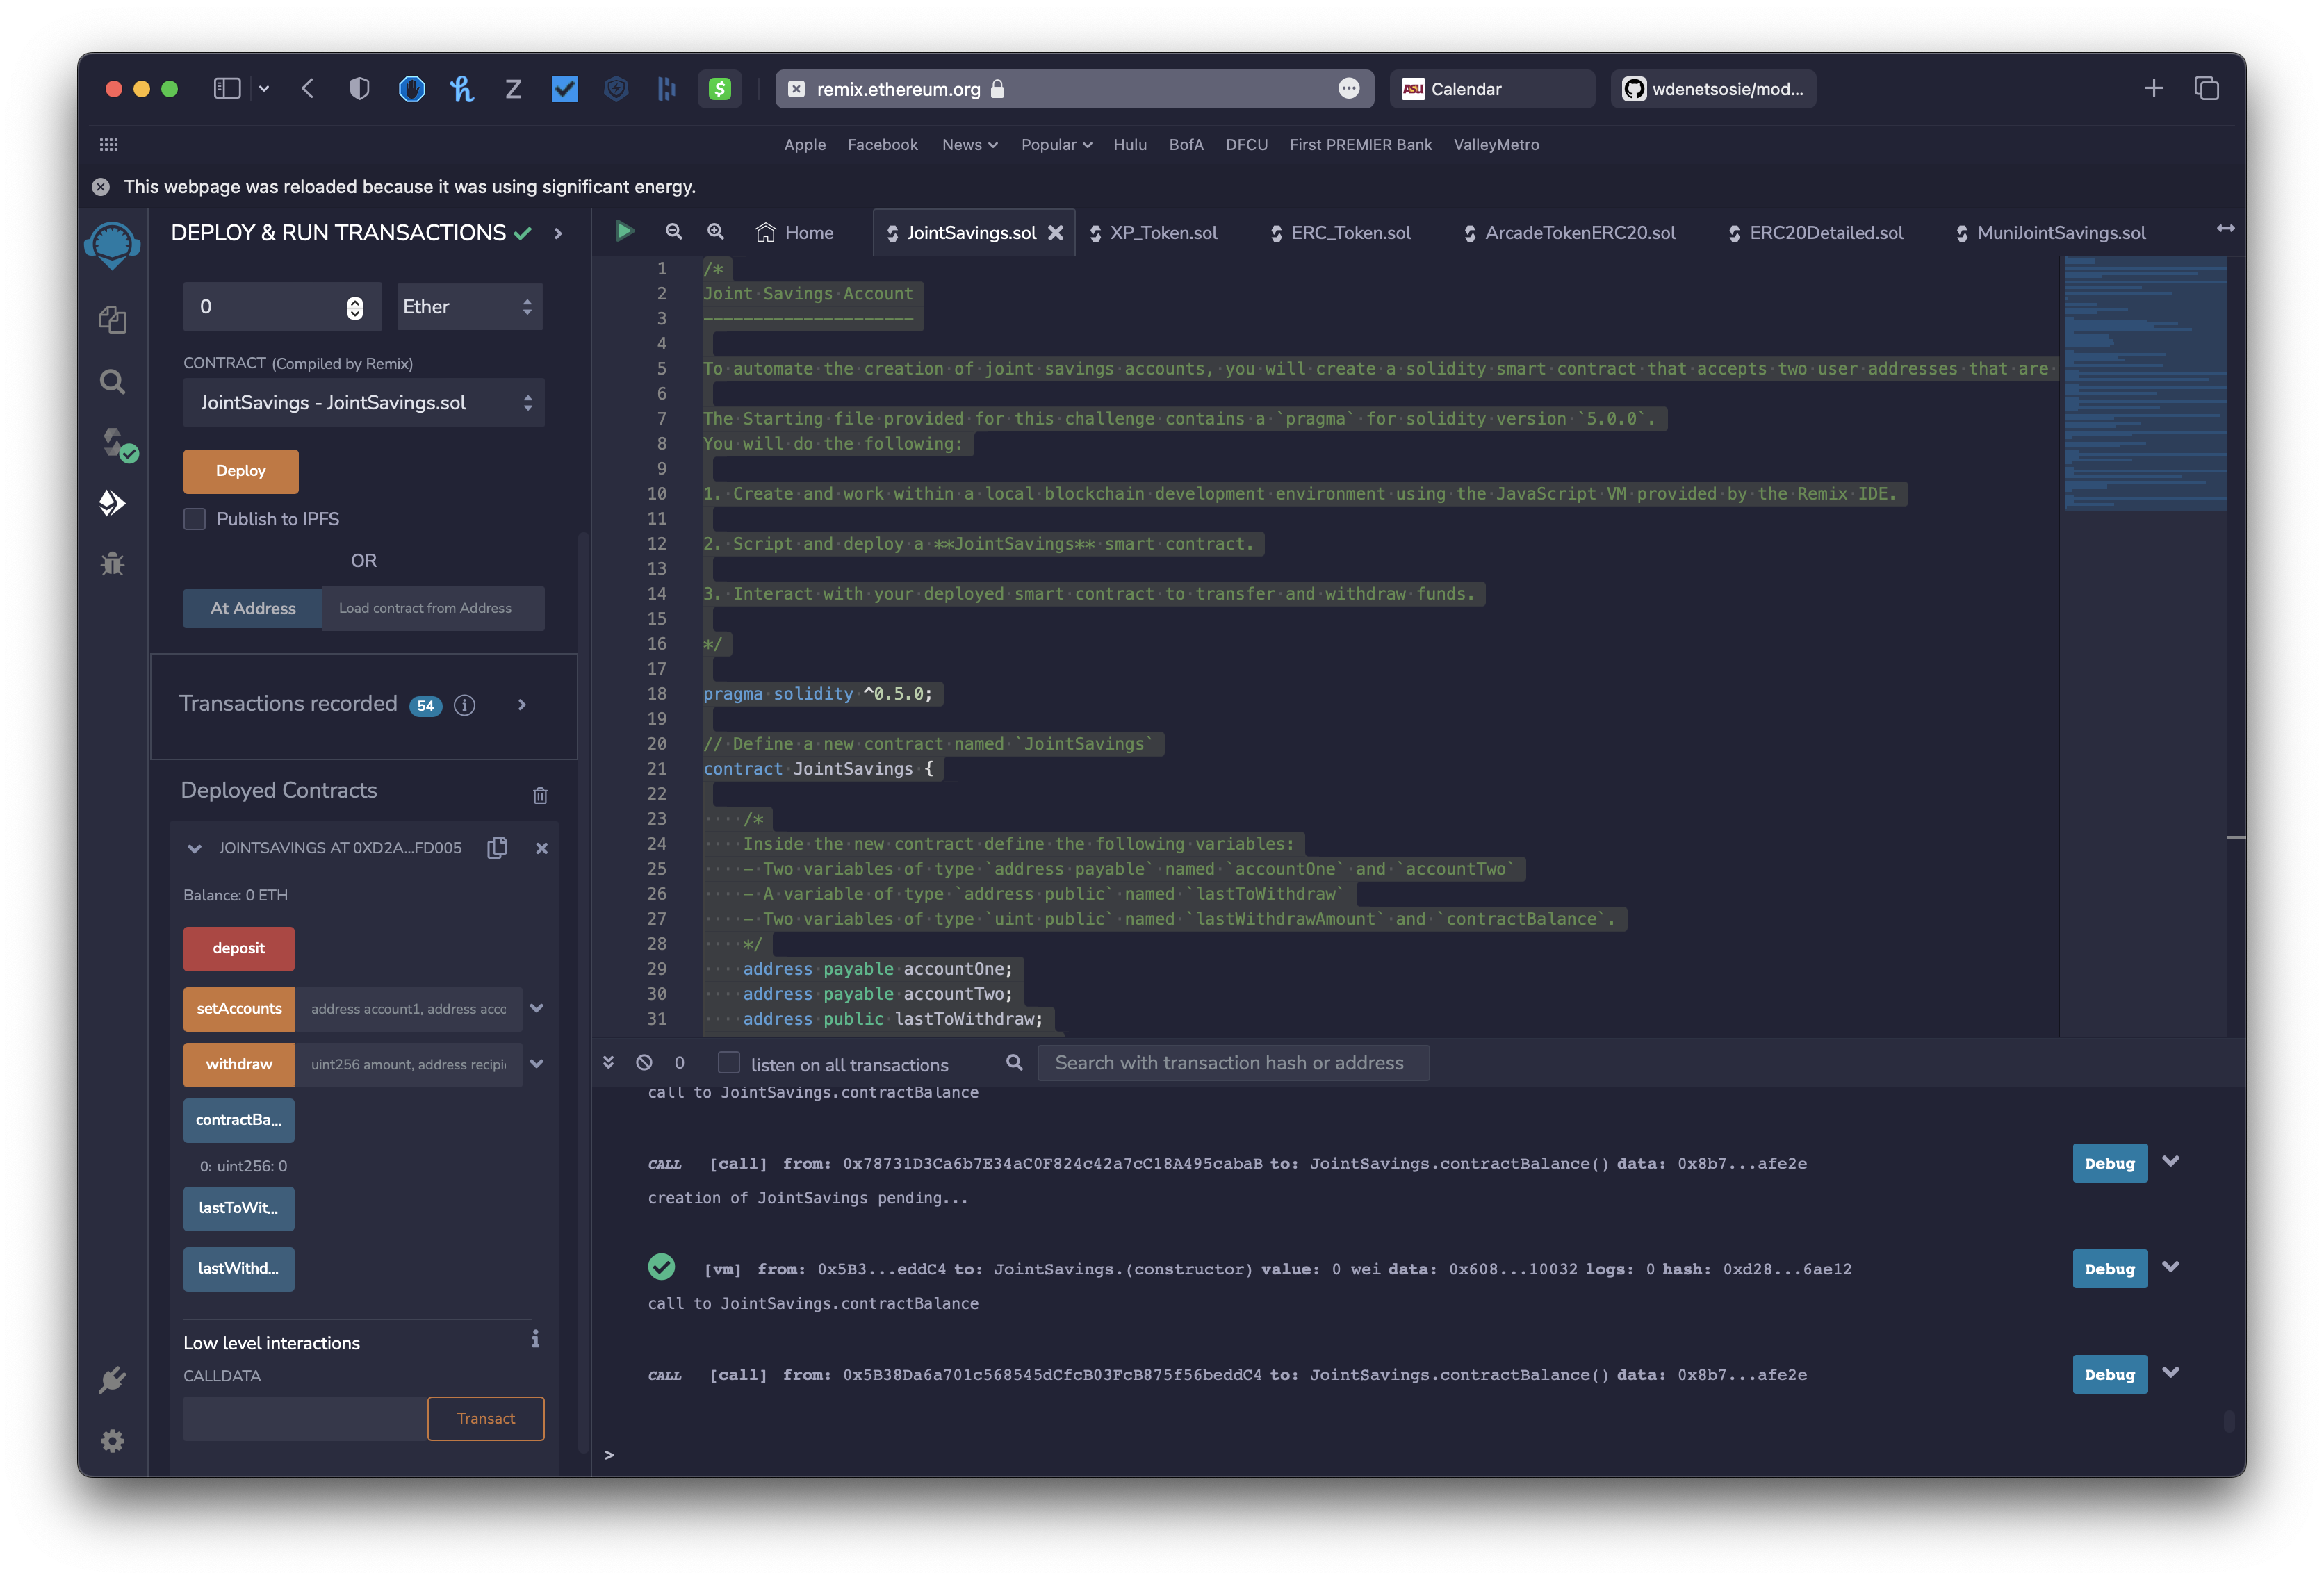 remix.ethereum.org
Calendar
wdenetsosie/mod...
Apple Facebook News Popular Hulu BofA DFCU First PREMIER Bank ValleyMetro
This webpage was reloaded because it was using significant energy.
DEPLOY & RUN TRANSACTIONS
0
Ether
CONTRACT (Compiled by Remix)
JointSavings - JointSavings.sol
Deploy
Publish to IPFS
OR
At Address
Load contract from Address
Transactions recorded 54
Deployed Contracts
JOINTSAVINGS AT 0XD2A...FD005
Balance: 0 ETH
deposit
setAccounts
address account1, address acco
withdraw
uint256 amount, address recipi
contractBa...
0: uint256: 0
lastToWit...
lastWithd...
Low level interactions
CALLDATA
Transact
Home
JointSavings.sol
XP_Token.sol
ERC_Token.sol
ArcadeTokenERC20.sol
ERC20Detailed.sol
MuniJointSavings.sol
1 /*
2 Joint Savings Account
3 ---------------------
4
5 To automate the creation of joint savings accounts, you will create a solidity smart contract that accepts two user addresses that are
6
7 The Starting file provided for this challenge contains a `pragma` for solidity version `5.0.0`.
8 You will do the following:
9
10 1. Create and work within a local blockchain development environment using the JavaScript VM provided by the Remix IDE.
11
12 2. Script and deploy a **JointSavings** smart contract.
13
14 3. Interact with your deployed smart contract to transfer and withdraw funds.
15
16 */
17
18 pragma solidity ^0.5.0;
19
20 // Define a new contract named `JointSavings`
21 contract JointSavings {
22
23 /*
24 Inside the new contract define the following variables:
25 - Two variables of type `address payable` named `accountOne` and `accountTwo`
26 - A variable of type `address public` named `lastToWithdraw`
27 - Two variables of type `uint public` named `lastWithdrawAmount` and `contractBalance`.
28 */
29 address payable accountOne;
30 address payable accountTwo;
31 address public lastToWithdraw;
0 listen on all transactions
Search with transaction hash or address
call to JointSavings.contractBalance
CALL [call] from: 0x78731D3Ca6b7E34aC0F824c42a7cC18A495cabaB to: JointSavings.contractBalance() data: 0x8b7...afe2e
Debug
creation of JointSavings pending...
[vm] from: 0x5B3...eddC4 to: JointSavings.(constructor) value: 0 wei data: 0x608...10032 logs: 0 hash: 0xd28...6ae12
Debug
call to JointSavings.contractBalance
CALL [call] from: 0x5B38Da6a701c568545dCfcB03FcB875f56beddC4 to: JointSavings.contractBalance() data: 0x8b7...afe2e
Debug
>